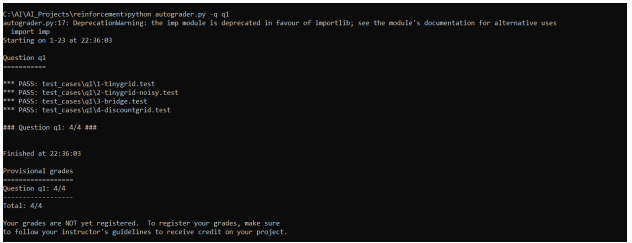 C:\AI\AI_Projects\reinforcement>python autograder.py -q q1
autograder.py:17: DeprecationWarning: the imp module is deprecated in favour of importlib; see the module's documentation for alternative uses
  import imp
Starting on 1-23 at 22:36:03
Question q1
===========
*** PASS: test_cases\q1\1-tinygrid.test
*** PASS: test_cases\q1\2-tinygrid-noisy.test
*** PASS: test_cases\q1\3-bridge.test
*** PASS: test_cases\q1\4-discountgrid.test
### Question q1: 4/4 ###
Finished at 22:36:03
Provisional grades
==================
Question q1: 4/4
------------------
Total: 4/4
Your grades are NOT yet registered.  To register your grades, make sure
to follow your instructor's guidelines to receive credit on your project.